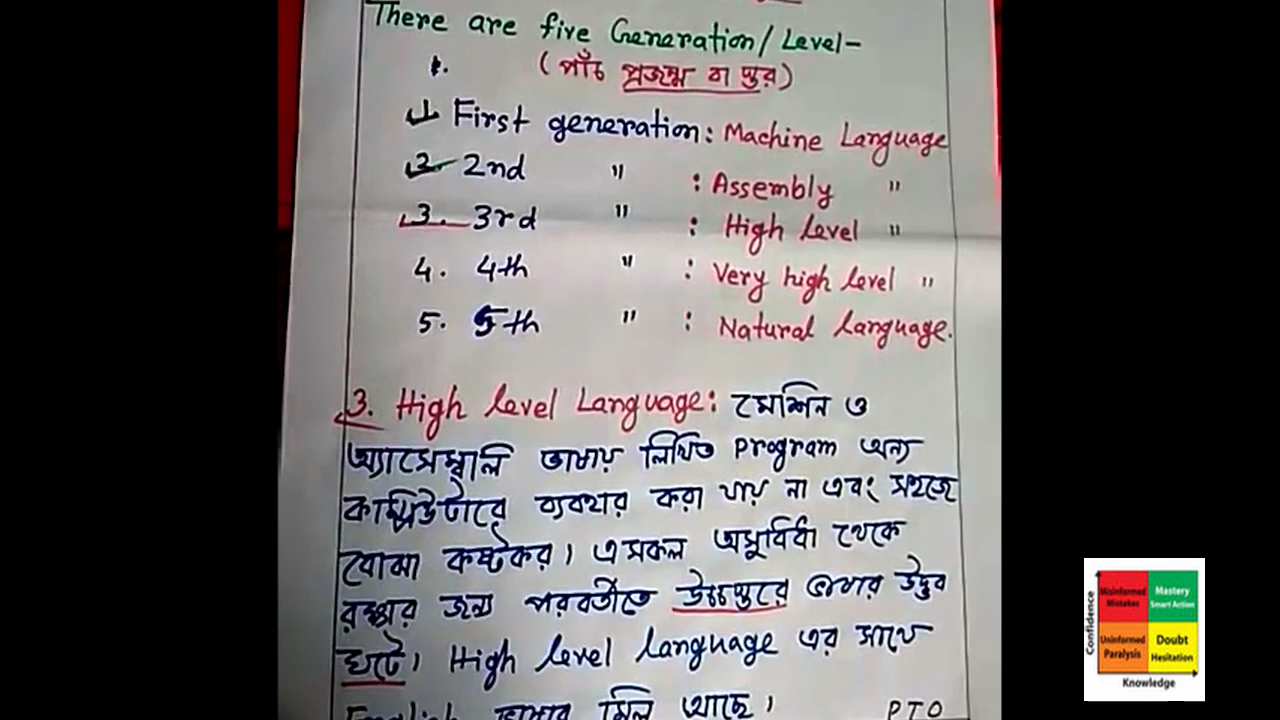 There are five Generation/Level-
1. (পাঁচ প্রজন্ম বা স্তর)
1 First generation: Machine Language
2 2nd " : Assembly "
3. 3rd " : High level "
4. 4th " : Very high level "
5. 5th " : Natural language.
3. High level Language: মেশিন ও
অ্যাসেম্বলি ভাষায় লিখিত Program অন্য
কম্পিউটারে ব্যবহার করা যায় না এবং সহজে
বোঝা কষ্টকর। এসকল অসুবিধা থেকে
রক্ষার জন্য পরবর্তীতে উচ্চস্তরের ভাষার উদ্ভব
ঘটে। High level language এর সাথে
English ভাষার মিল আছে। PTO
Confidence
Misinformed
Mistakes
Mastery
Smart Action
Uninformed
Paralysis
Doubt
Hesitation
Knowledge